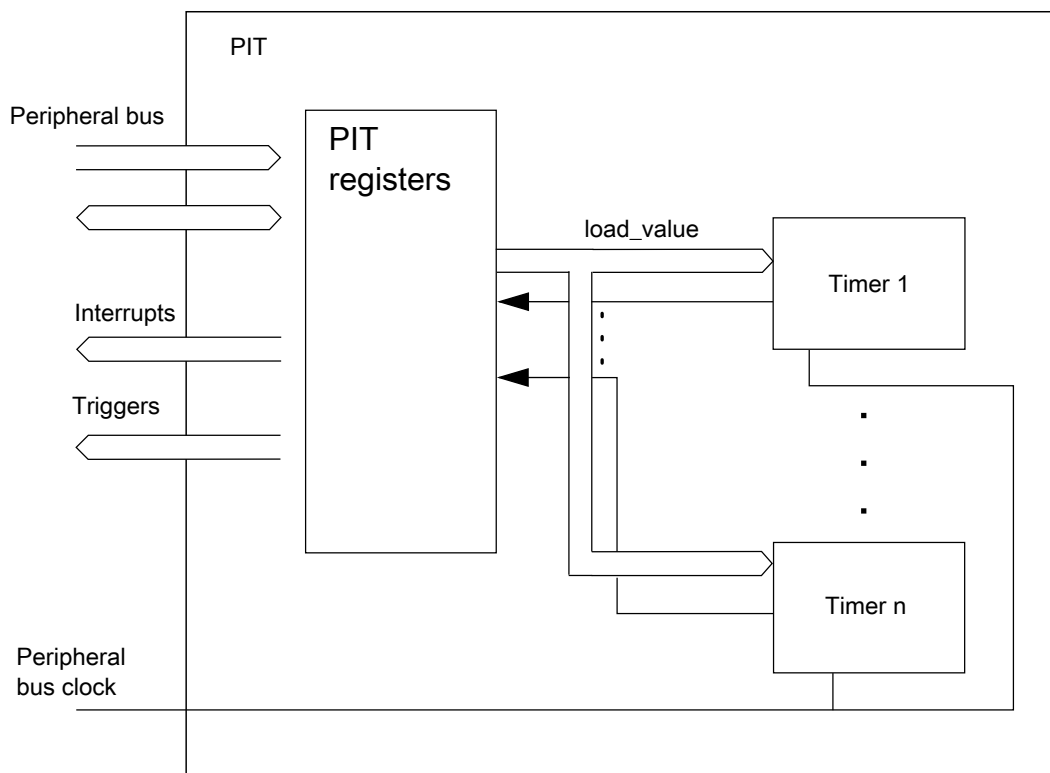 PIT
Peripheral bus
PIT
registers
load_value
Timer 1
Interrupts
Triggers
Timer n
Peripheral
bus clock